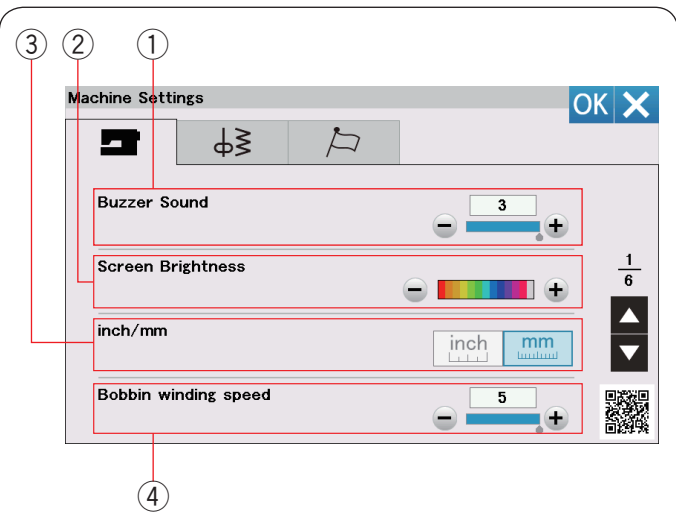 ③ ② ①
Machine Settings
OK
Buzzer Sound
3
Screen Brightness
1
6
inch/mm
inch mm
Bobbin winding speed
5
④